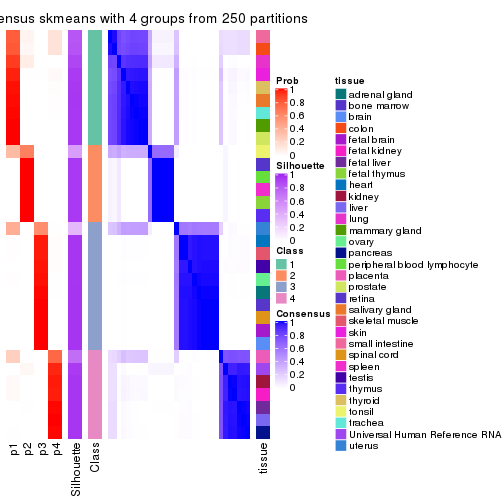 ensus skmeans with 4 groups from 250 partitions
Prob
1
0.8
0.6
0.4
0.2
0
Silhouette
1
0.8
0.6
0.4
0.2
0
Class
1
2
3
4
Consensus
1
0.8
0.6
0.4
0.2
0
tissue
adrenal gland
bone marrow
brain
colon
fetal brain
fetal kidney
fetal liver
fetal thymus
heart
kidney
liver
lung
mammary gland
ovary
pancreas
peripheral blood lymphocyte
placenta
prostate
retina
salivary gland
skeletal muscle
skin
small intestine
spinal cord
spleen
testis
thymus
thyroid
tonsil
trachea
Universal Human Reference RNA
uterus
p1
p2
p3
p4
Silhouette
Class
tissue